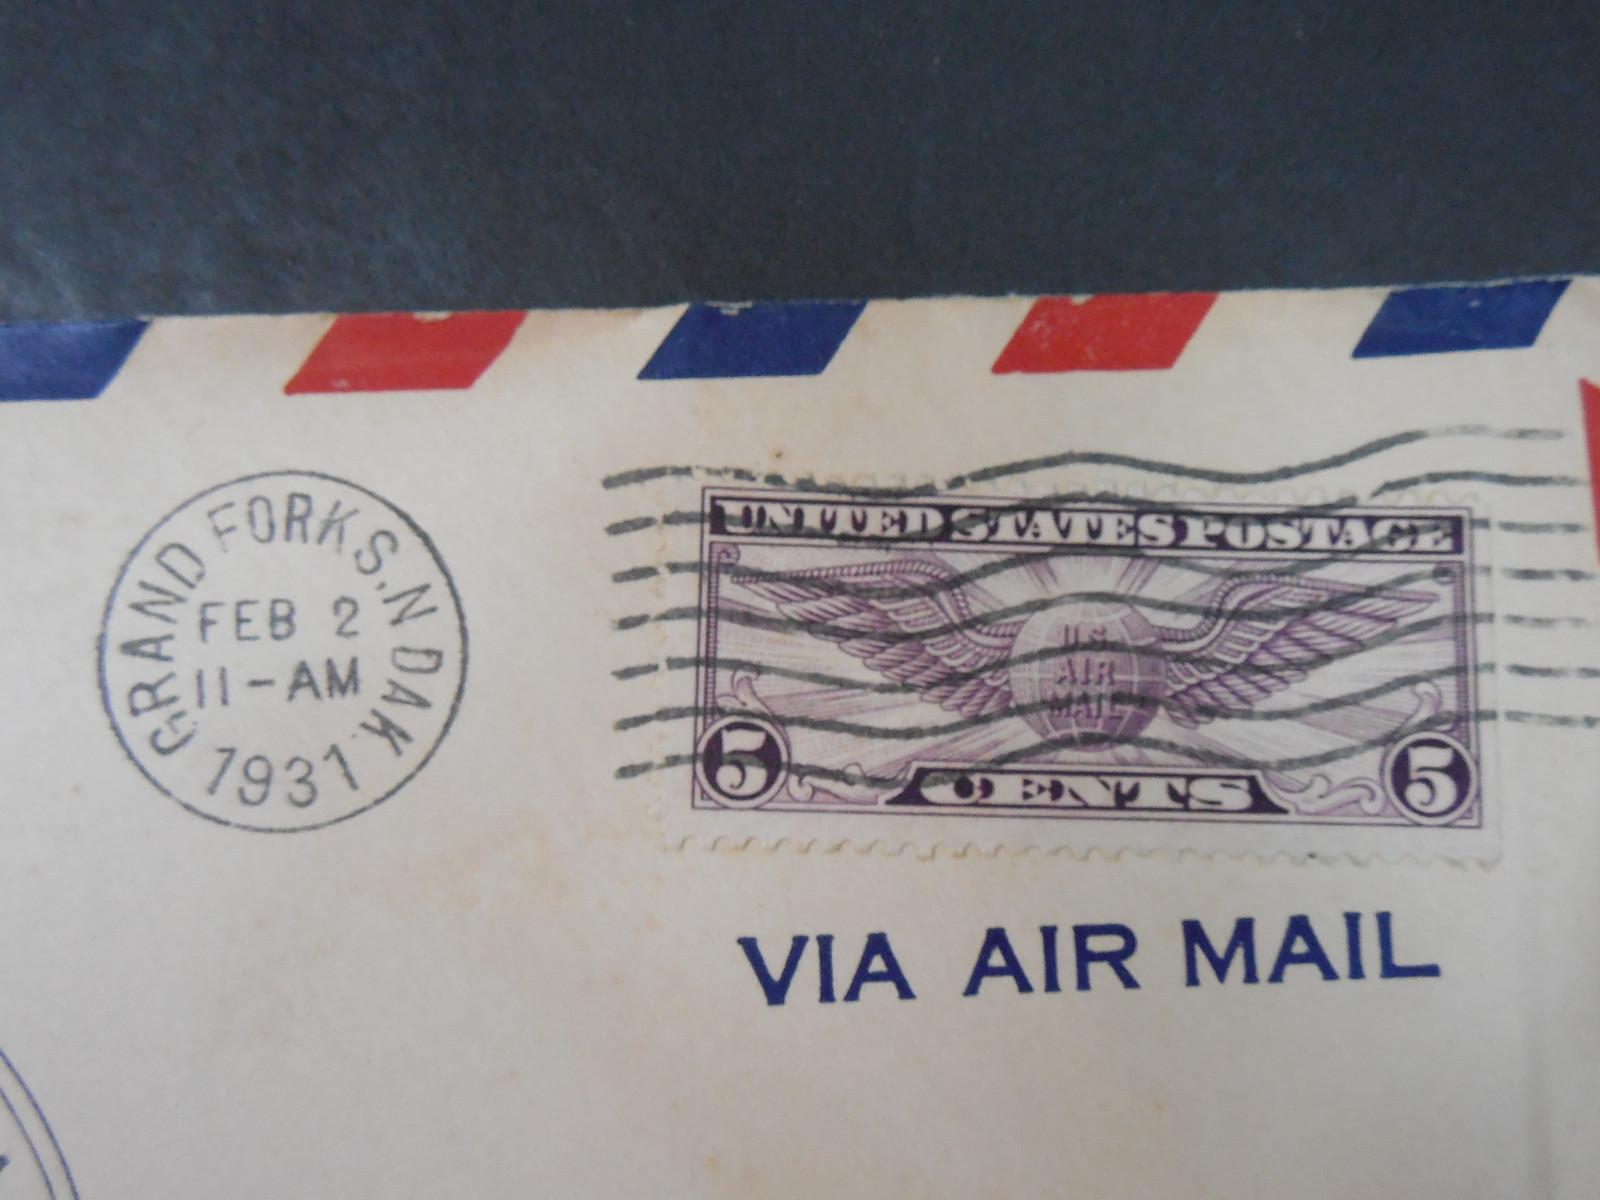 GRAND FORKS, N DAK.
FEB 2
11-AM
1931
UNITED STATES POSTAGE
U.S.
AIR
MAIL
5 CENTS 5
VIA AIR MAIL